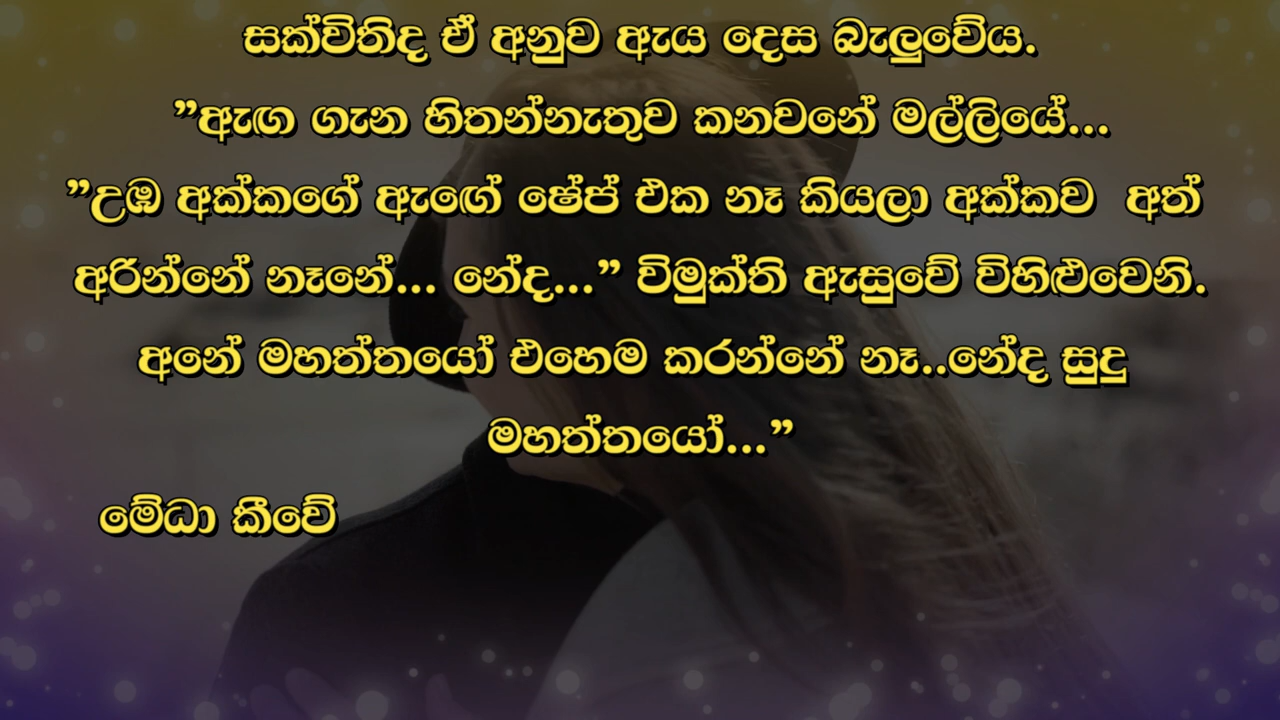 සක්විතිද ඒ අනුව ඇය දෙස බැලුවේය.
”ඇඟ ගැන හිතන්නැතුව කනවනේ මල්ලියේ...
”උඹ අක්කගේ ඇඟේ ෂේප් එක නෑ කියලා අක්කව අත්
අරින්නේ නෑනේ... නේද...” විමුක්ති ඇසුවේ විහිළුවෙනි.
අනේ මහත්තයෝ එහෙම කරන්නේ නෑ..නේද සුදු
මහත්තයෝ...”
මේධා කීවේ